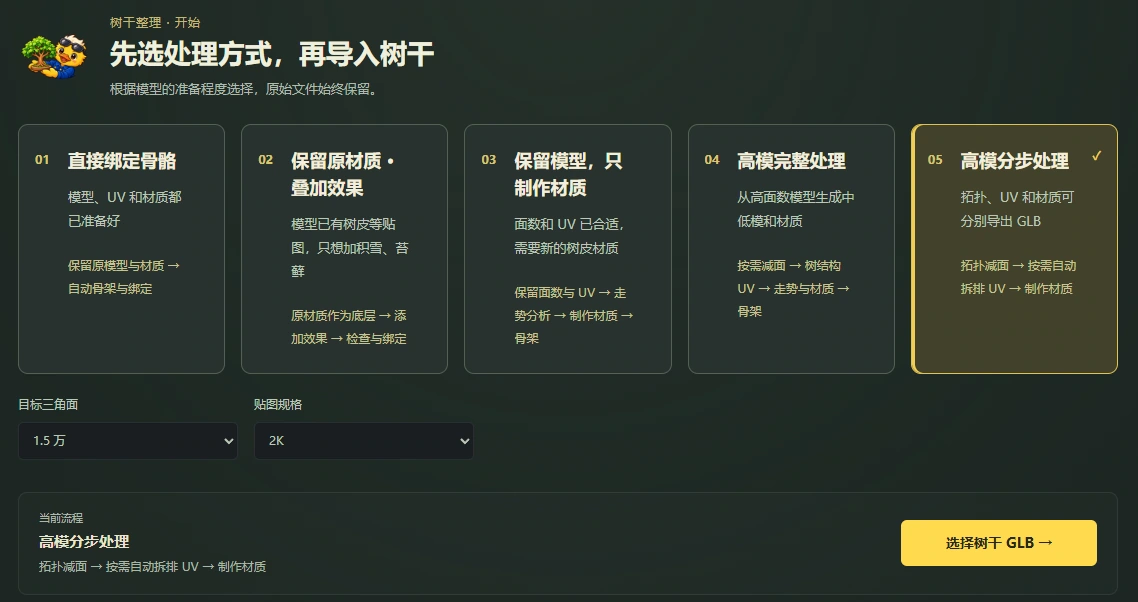 树干整理 · 开始
先选处理方式，再导入树干
根据模型的准备程度选择，原始文件始终保留。
01 直接绑定骨骼
模型、UV 和材质都
已准备好
保留原模型与材质 →
自动骨架与绑定
02 保留原材质 •
叠加效果
模型已有树皮等贴
图，只想加积雪、苔
藓
原材质作为底层 → 添
加效果 → 检查与绑定
03 保留模型，只
制作材质
面数和 UV 已合适，
需要新的树皮材质
保留面数与 UV → 走
势分析 → 制作材质 →
骨架
04 高模完整处理
从高面数模型生成中
低模和材质
按需减面 → 树结构
UV → 走势与材质 →
骨架
05 高模分步处理 ✓
拓扑、UV 和材质可
分别导出 GLB
拓扑减面 → 按需自动
拆排 UV → 制作材质
目标三角面
1.5 万
贴图规格
2K
当前流程
高模分步处理
拓扑减面 → 按需自动拆排 UV → 制作材质
选择树干 GLB →